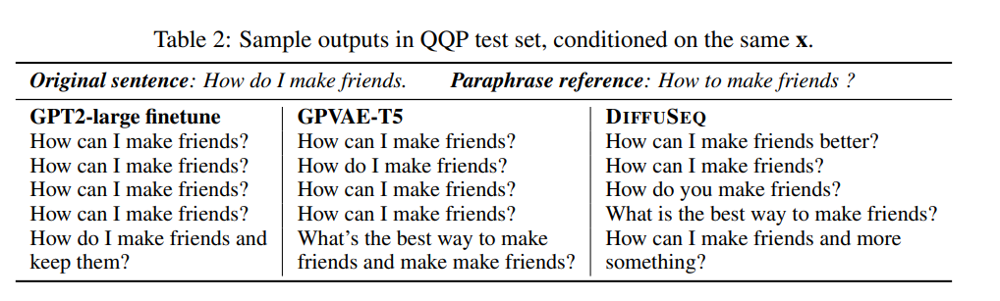 Table 2: Sample outputs in QQP test set, conditioned on the same x.
Original sentence: How do I make friends. Paraphrase reference: How to make friends ?
GPT2-large finetune
How can I make friends?
How can I make friends?
How can I make friends?
How can I make friends?
How do I make friends and
keep them?
GPVAE-T5
How can I make friends?
How do I make friends?
How can I make friends?
How can I make friends?
What's the best way to make
friends and make make friends?
DIFFUSEQ
How can I make friends better?
How can I make friends?
How do you make friends?
What is the best way to make friends?
How can I make friends and more
something?